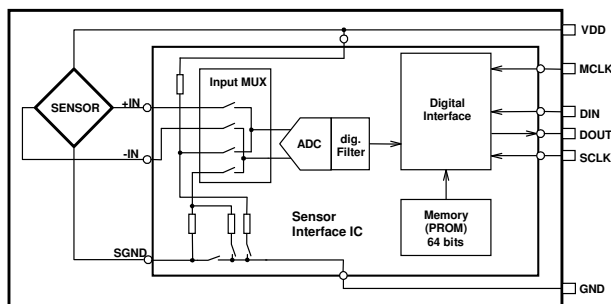 VDD
MCLK
Input MUX
SENSOR
+IN
Digital
Interface
DIN
DOUT
ADC
dig.
Filter
-IN
SCLK
Sensor
Interface IC
Memory
(PROM)
64 bits
SGND
GND